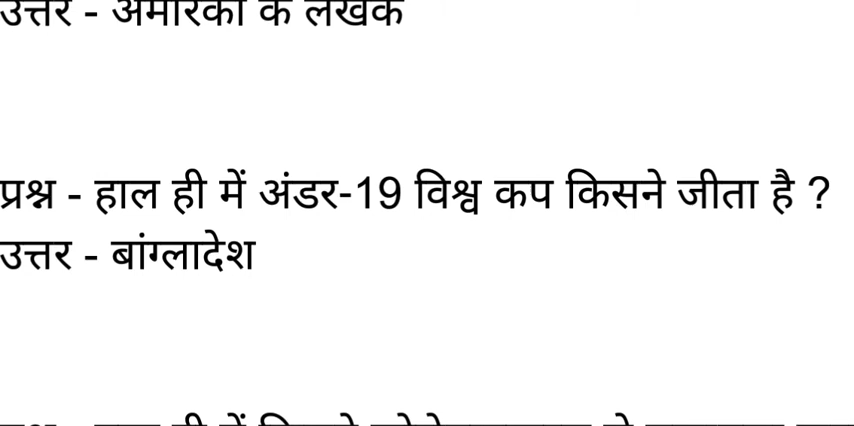 उत्तर - अमेरिकी के लेखक
प्रश्न - हाल ही में अंडर-19 विश्व कप किसने जीता है ?
उत्तर - बांग्लादेश